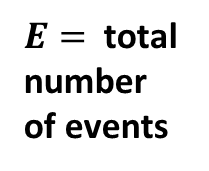 E = total
number
of events